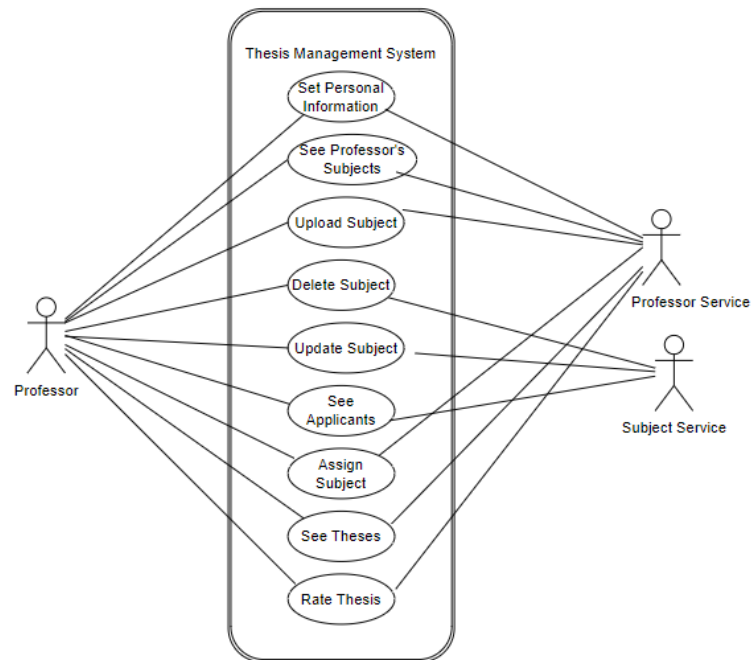 Thesis Management System
Set Personal
Information
See Professor's
Subjects
Upload Subject
Delete Subject
Update Subject
See
Applicants
Assign
Subject
See Theses
Rate Thesis
Professor
Professor Service
Subject Service